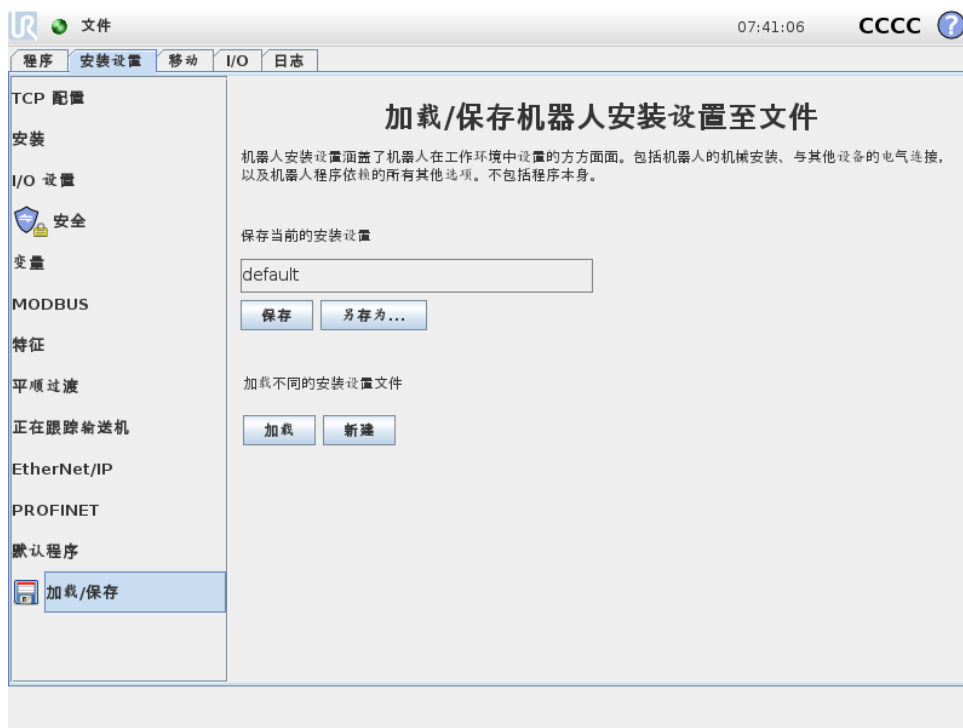 UR 文件 07:41:06 CCCC ?
程序 安装设置 移动 I/O 日志
TCP 配置
安装
I/O 设置
安全
变量
MODBUS
特征
平顺过渡
正在跟踪输送机
EtherNet/IP
PROFINET
默认程序
加载/保存
加载/保存机器人安装设置至文件
机器人安装设置涵盖了机器人在工作环境中设置的方方面面。包括机器人的机械安装、与其他设备的电气连接,
以及机器人程序依赖的所有其他选项。不包括程序本身。
保存当前的安装设置
default
保存 另存为...
加载不同的安装设置文件
加载 新建